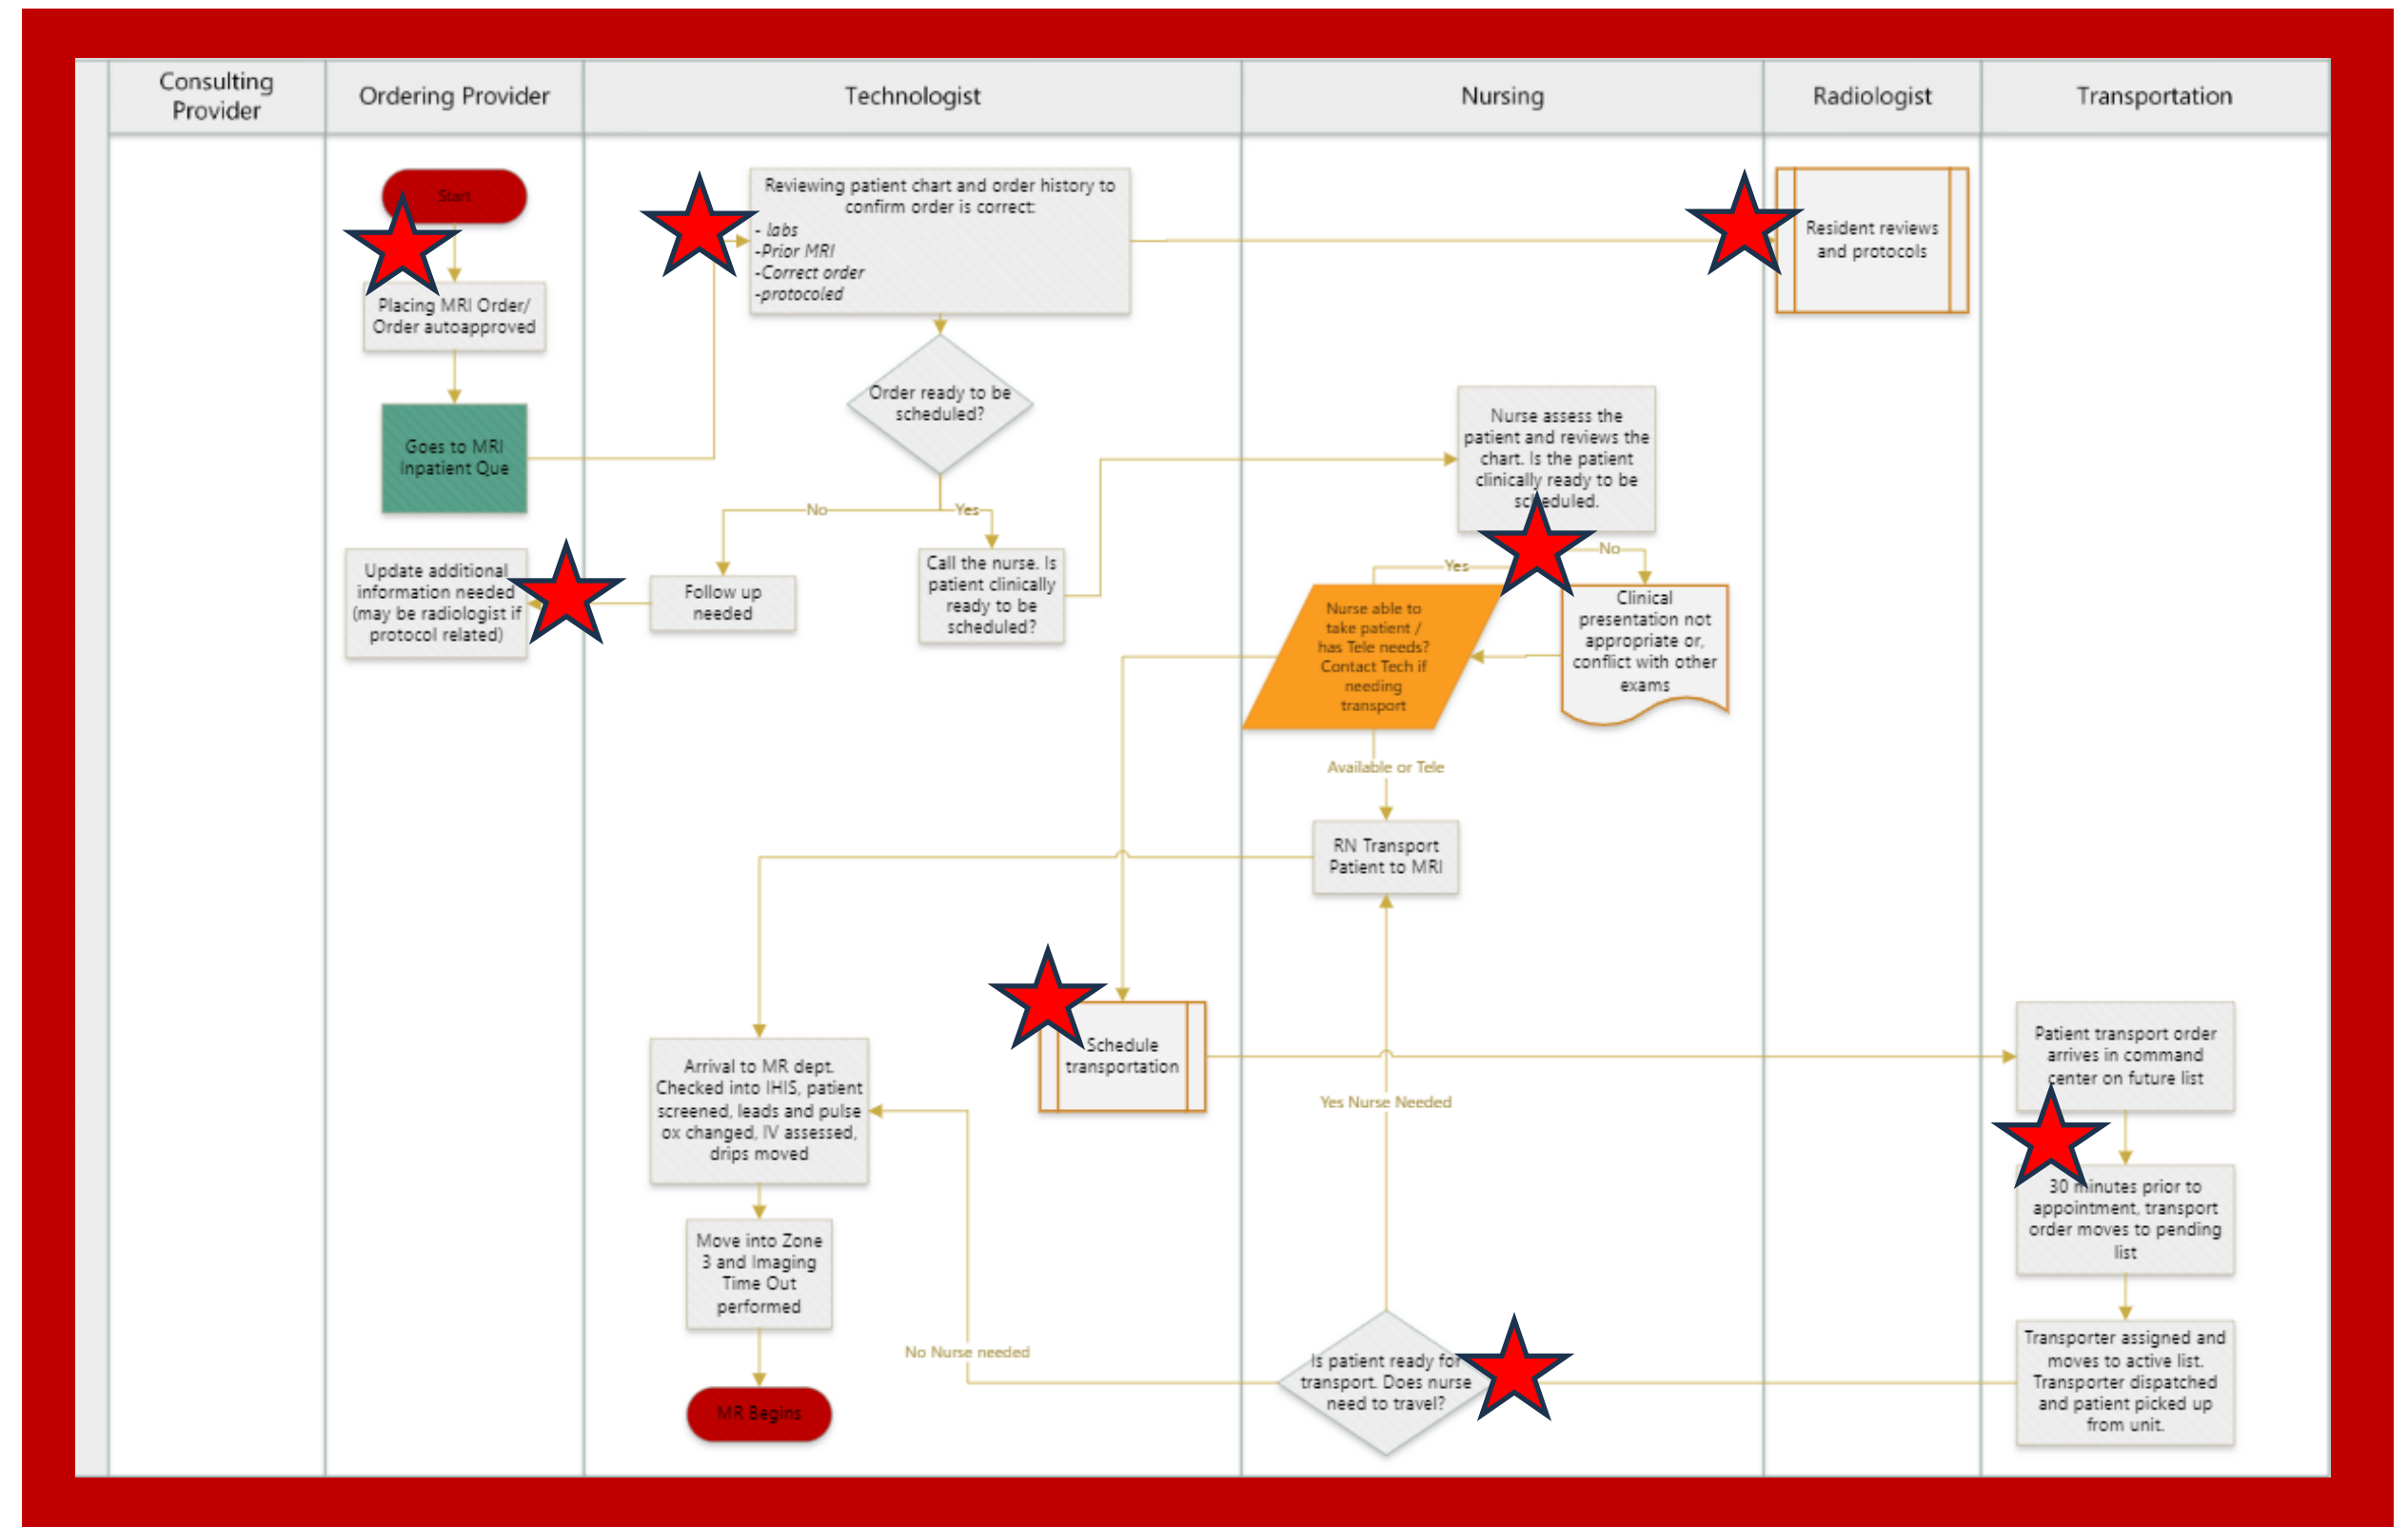 Consulting
Provider
Ordering Provider
Technologist
Nursing
Radiologist
Transportation
Start
Placing MRI Order/
Order autoapproved
Goes to MRI
Inpatient Que
Reviewing patient chart and order history to
confirm order is correct:
- labs
-Prior MRI
-Correct order
-protocoled
Resident reviews
and protocols
Order ready to be
scheduled?
No
Yes
Update additional
information needed
(may be radiologist if
protocol related)
Follow up
needed
Call the nurse. Is
patient clinically
ready to be
scheduled?
Nurse assess the
patient and reviews the
chart. Is the patient
clinically ready to be
scheduled.
No
Yes
Nurse able to
take patient /
has Tele needs?
Contact Tech if
needing
transport
Clinical
presentation not
appropriate or,
conflict with other
exams
Available or Tele
RN Transport
Patient to MRI
Schedule
transportation
Patient transport order
arrives in command
center on future list
Arrival to MR dept.
Checked into IHIS, patient
screened, leads and pulse
ox changed, IV assessed,
drips moved
Yes Nurse Needed
30 minutes prior to
appointment, transport
order moves to pending
list
Move into Zone
3 and Imaging
Time Out
performed
No Nurse needed
Is patient ready for
transport. Does nurse
need to travel?
Transporter assigned and
moves to active list.
Transporter dispatched
and patient picked up
from unit.
MR Begins